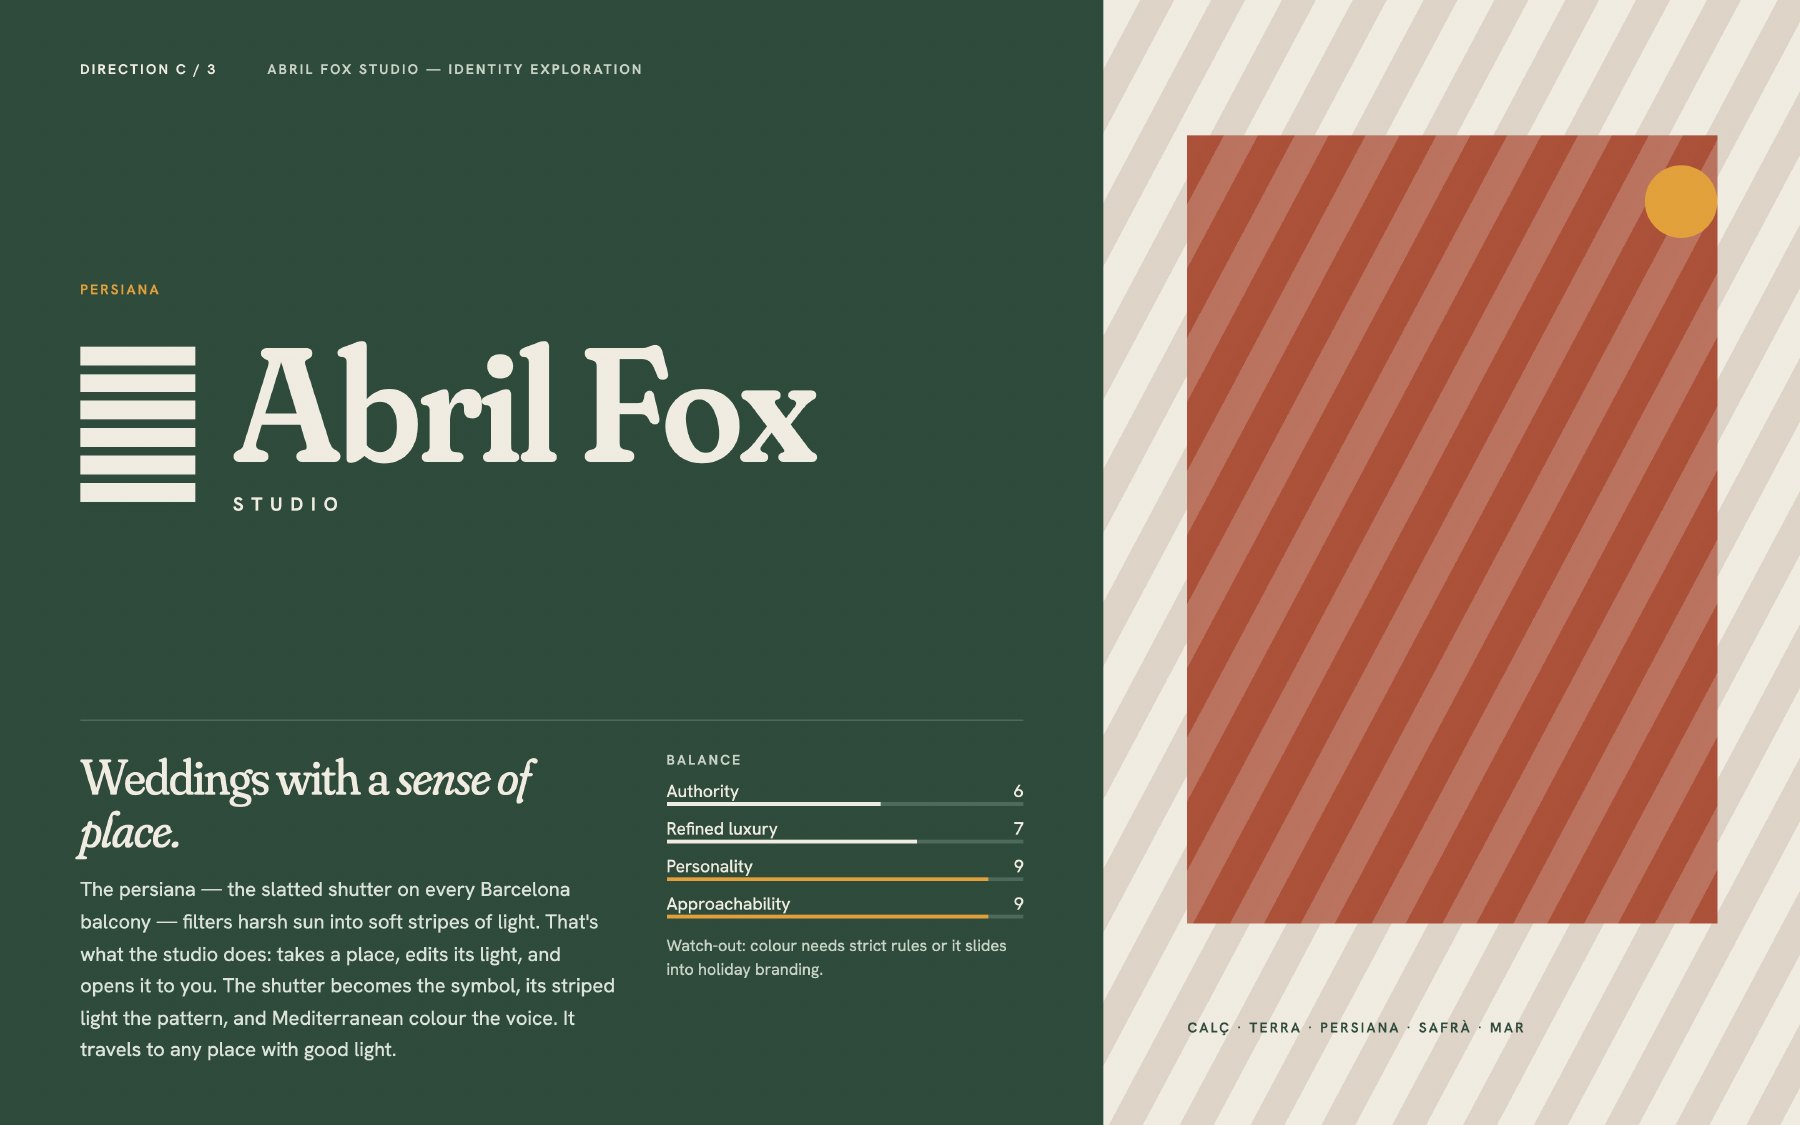 DIRECTION C / 3
ABRIL FOX STUDIO — IDENTITY EXPLORATION
PERSIANA
Abril Fox
STUDIO
Weddings with a sense of
place.
The persiana — the slatted shutter on every Barcelona
balcony — filters harsh sun into soft stripes of light. That's
what the studio does: takes a place, edits its light, and
opens it to you. The shutter becomes the symbol, its striped
light the pattern, and Mediterranean colour the voice. It
travels to any place with good light.
BALANCE
Authority 6
Refined luxury 7
Personality 9
Approachability 9
Watch-out: colour needs strict rules or it slides
into holiday branding.
CALÇ · TERRA · PERSIANA · SAFRÀ · MAR